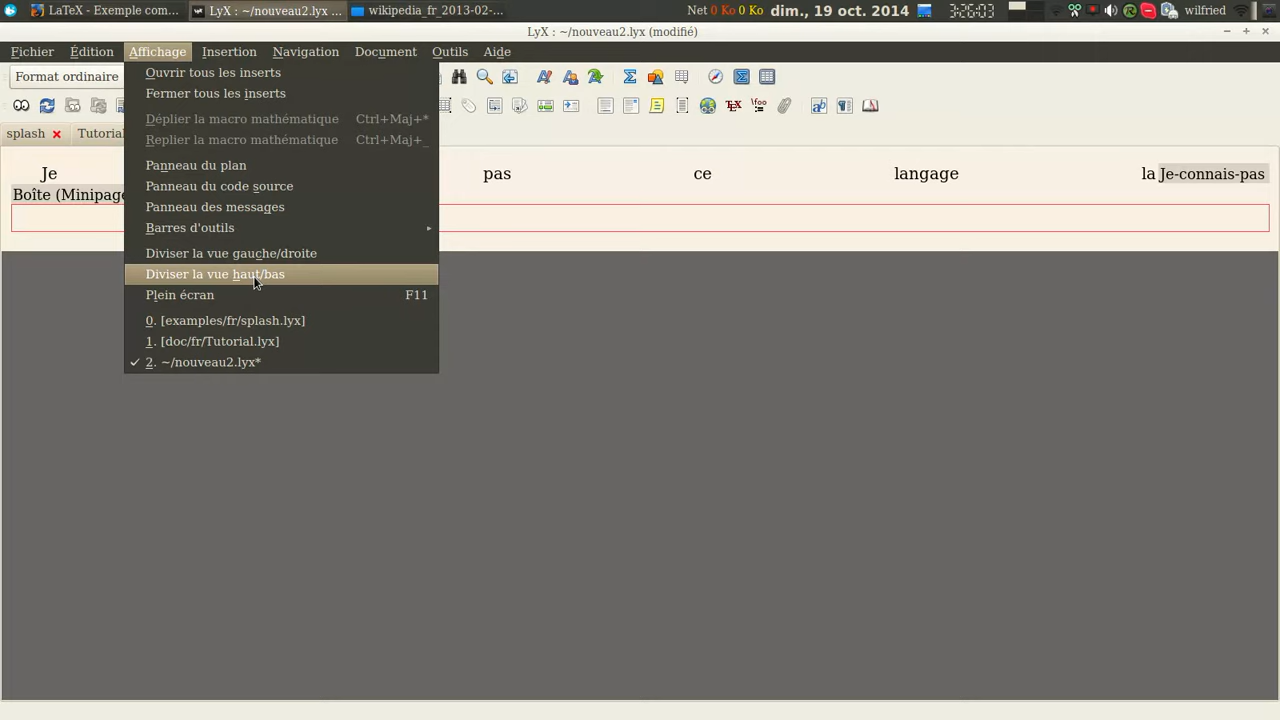 LaTeX - Exemple com...
LyX : ~/nouveau2.lyx ...
wikipedia_fr_2013-02-...
Net 0 Ko 0 Ko
dim., 19 oct. 2014
wilfried
LyX : ~/nouveau2.lyx (modifié)
Fichier Édition Affichage Insertion Navigation Document Outils Aide
Format ordinaire
splash
Tutorial
Ouvrir tous les inserts
Fermer tous les inserts
Déplier la macro mathématique Ctrl+Maj+*
Replier la macro mathématique Ctrl+Maj+_
Panneau du plan
Panneau du code source
Panneau des messages
Barres d'outils
Diviser la vue gauche/droite
Diviser la vue haut/bas
Plein écran F11
0. [examples/fr/splash.lyx]
1. [doc/fr/Tutorial.lyx]
2. ~/nouveau2.lyx*
Je pas ce langage la Je-connais-pas
Boîte (Minipage